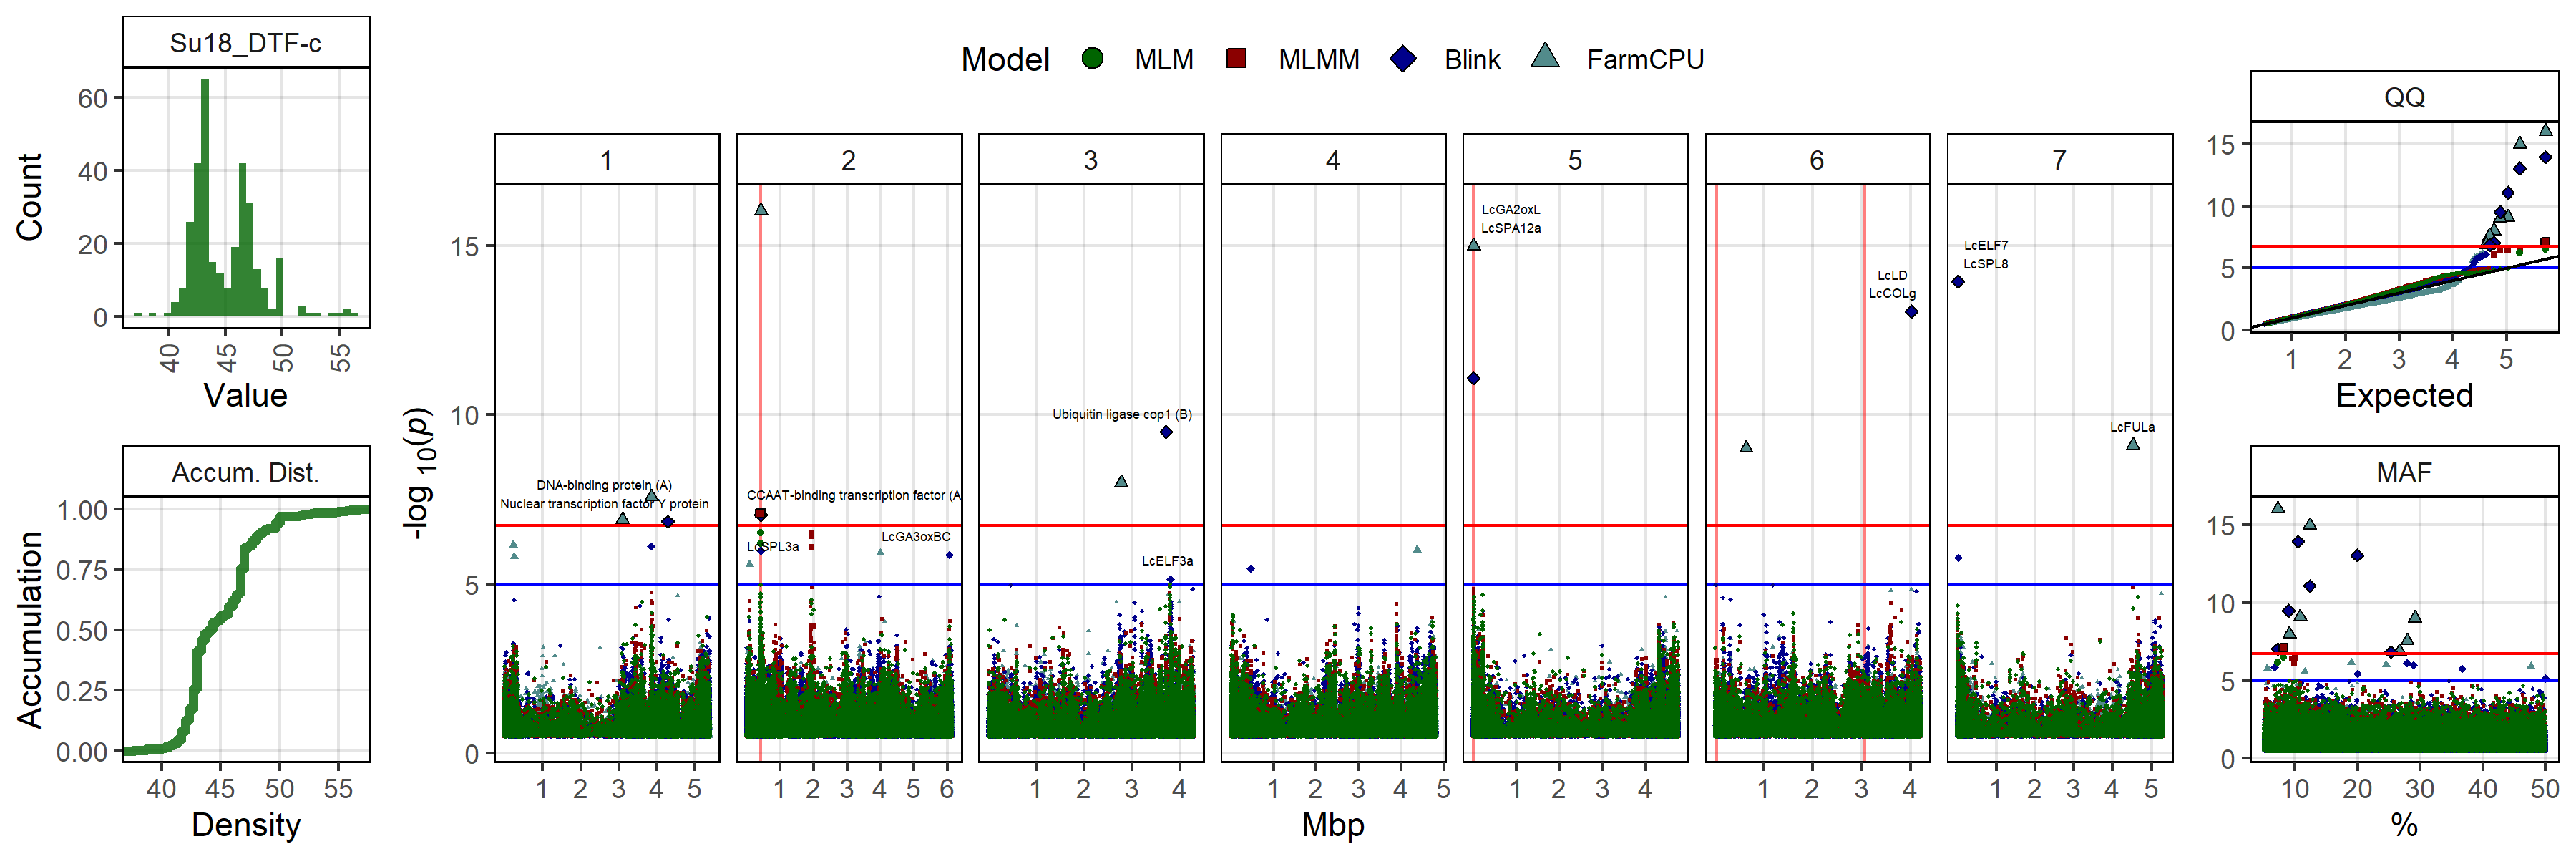 Su18_DTF-c
60
40
20
0
Count
40 45 50 55
Value
Accum. Dist.
1.00
0.75
0.50
0.25
0.00
Accumulation
40 45 50 55
Density
Model MLM MLMM Blink FarmCPU
-log 10(p)
15
10
5
0
1 2 3 4 5 6 7
DNA-binding protein (A)
Nuclear transcription factor Y protein
CCAAT-binding transcription factor (A
LcSPL3a
LcGA3oxBC
Ubiquitin ligase cop1 (B)
LcELF3a
LcGA2oxL
LcSPA12a
LcLD
LcCOLg
LcELF7
LcSPL8
LcFULa
1 2 3 4 5
1 2 3 4 5 6
1 2 3 4
1 2 3 4 5
1 2 3 4
1 2 3 4
1 2 3 4 5
Mbp
QQ
15
10
5
0
1 2 3 4 5
Expected
MAF
15
10
5
0
10 20 30 40 50
%